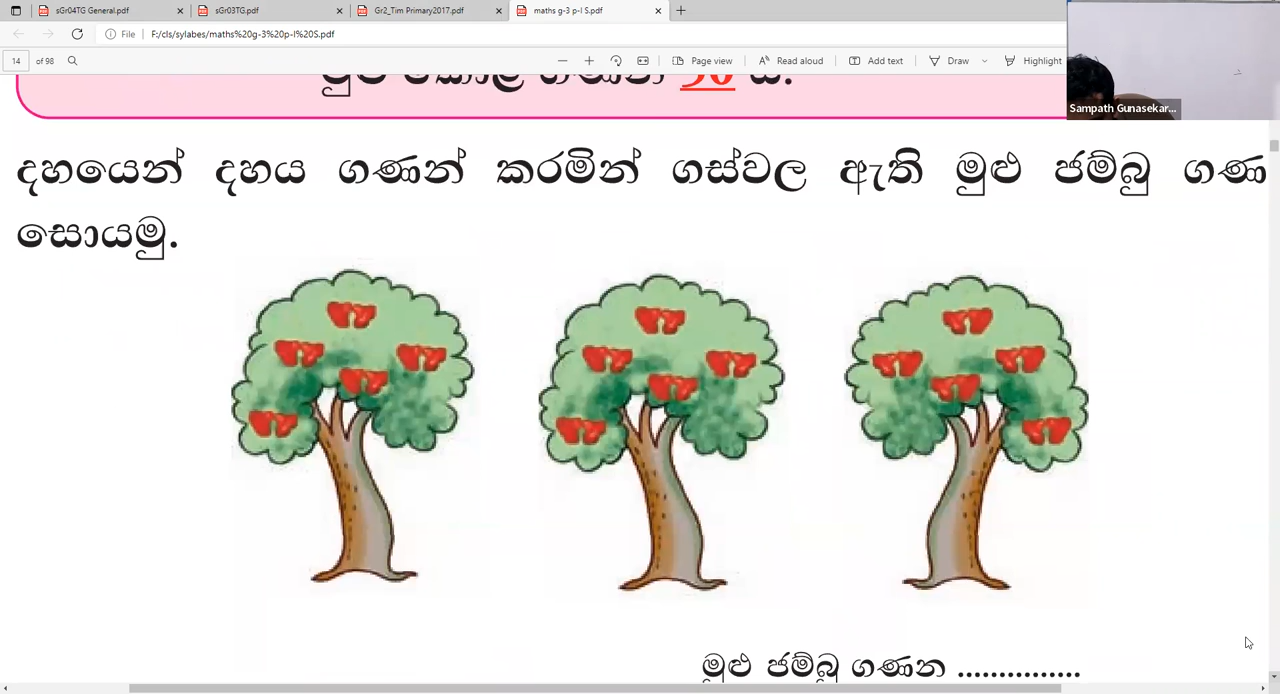 sGr04TG General.pdf
sGr03TG.pdf
Gr2_Tim Primary2017.pdf
maths g-3 p-I S.pdf
File
F:/cls/sylabes/maths%20g-3%20p-I%20S.pdf
14 of 98
Page view
Read aloud
Add text
Draw
Highlight
Sampath Gunasekar...
මුළු කොළ ගණන 50 යි.
දහයෙන් දහය ගණන් කරමින් ගස්වල ඇති මුළු ජම්බු ගණ
සොයමු.
මුළු ජම්බු ගණන ...............